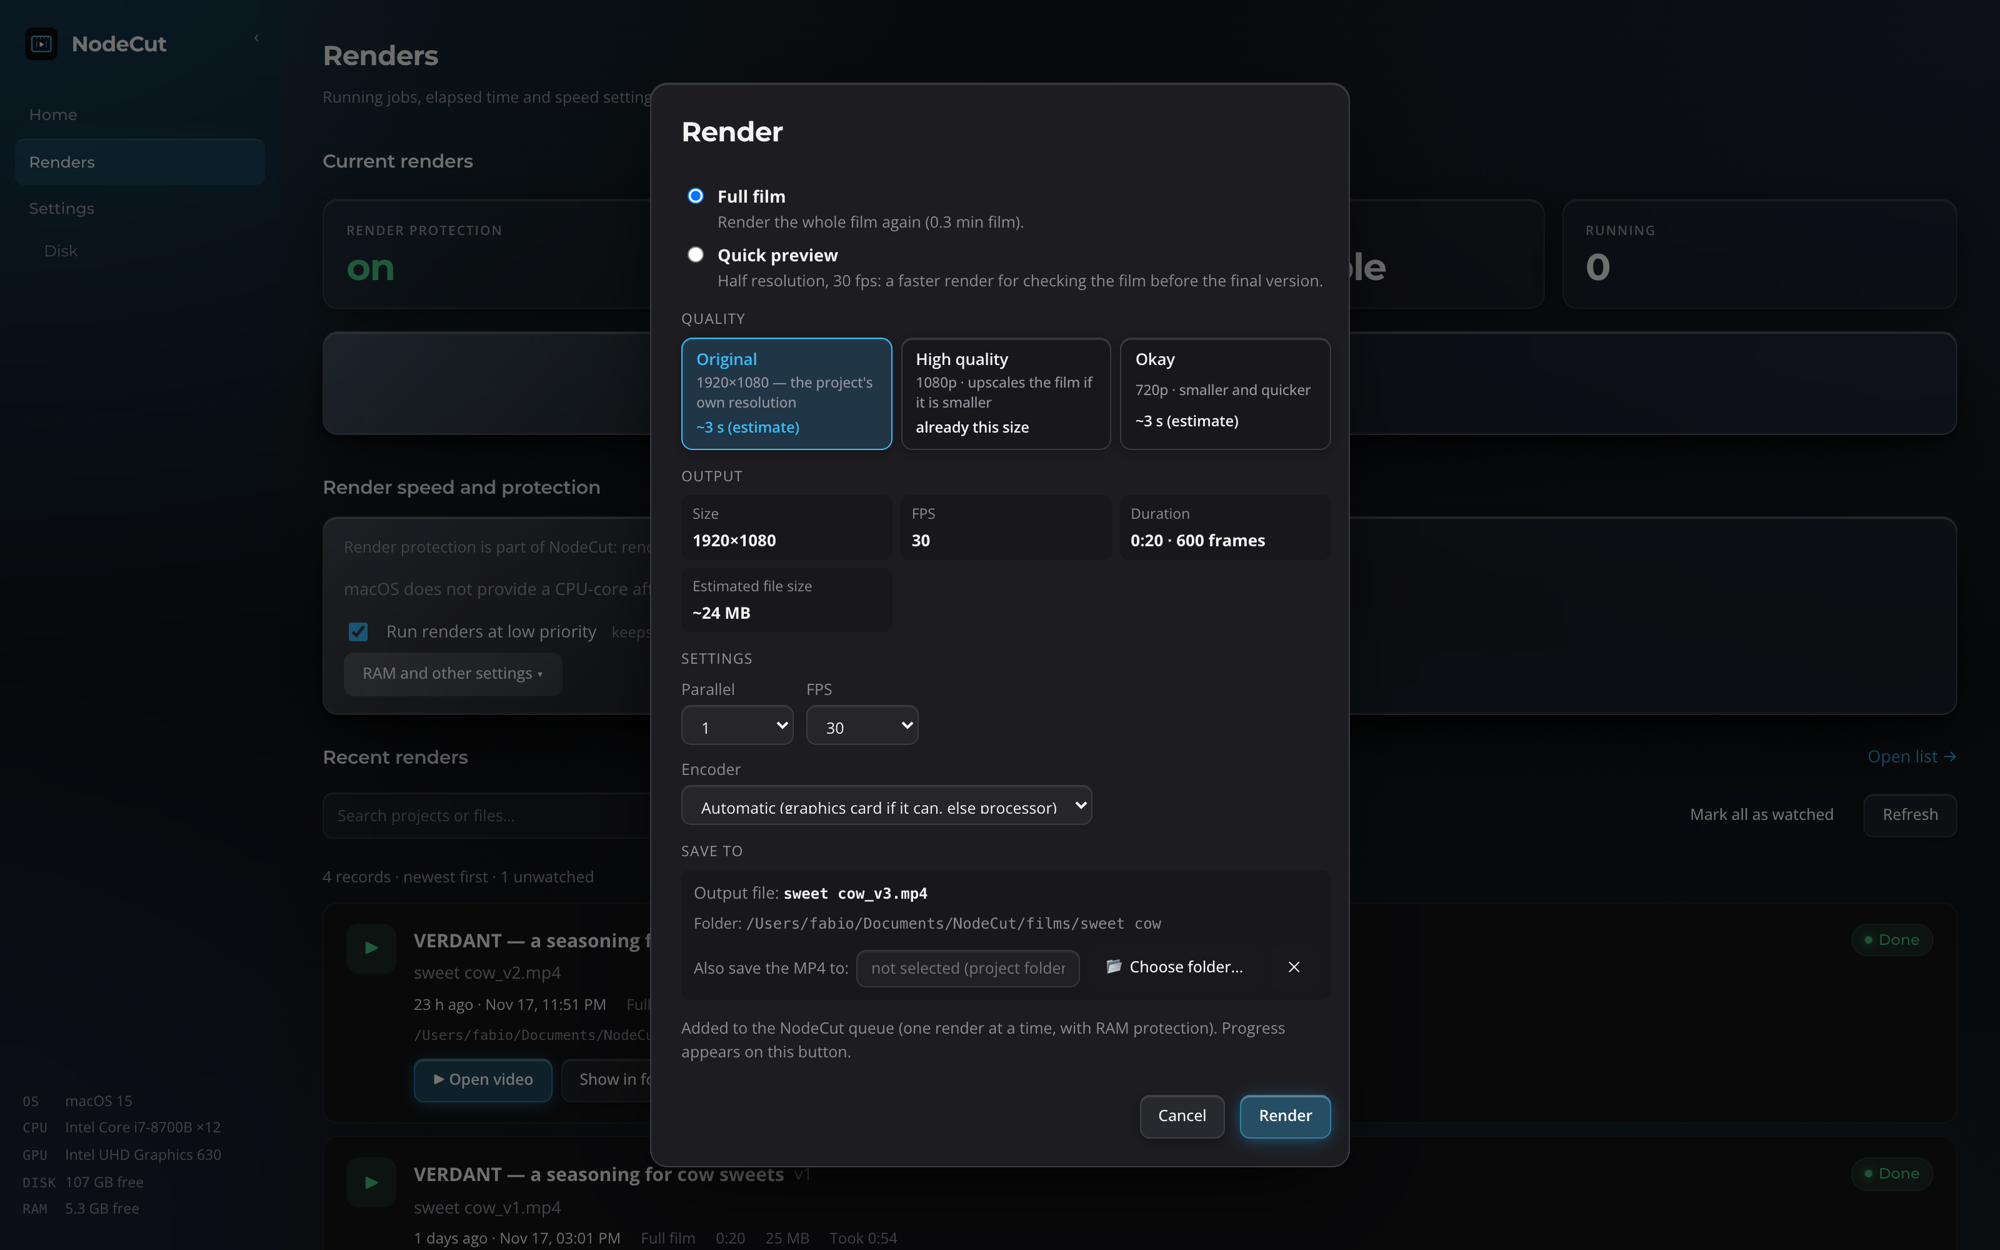 NodeCut
Home
Renders
Settings
Disk
OS macOS 15
CPU Intel Core i7-8700B ×12
GPU Intel UHD Graphics 630
DISK 107 GB free
RAM 5.3 GB free
Renders
Running jobs, elapsed time and speed setting
Current renders
RENDER PROTECTION
on
RUNNING
0
Render speed and protection
Render protection is part of NodeCut:
macOS does not provide a CPU-core
Run renders at low priority keeps
RAM and other settings ▾
Recent renders
Open list →
Search projects or files...
Mark all as watched
Refresh
4 records · newest first · 1 unwatched
VERDANT — a seasoning
Done
sweet cow_v2.mp4
23 h ago · Nov 17, 11:51 PM
/Users/fabio/Documents/NodeCu
▶ Open video
Show in
VERDANT — a seasoning for cow sweets v1
Done
sweet cow_v1.mp4
1 days ago · Nov 17, 03:01 PM Full film 0:20 25 MB Took 0:54
Render
Full film
Render the whole film again (0.3 min film).
Quick preview
Half resolution, 30 fps: a faster render for checking the film before the final version.
QUALITY
Original
1920×1080 — the project's
own resolution
~3 s (estimate)
High quality
1080p · upscales the film if
it is smaller
already this size
Okay
720p · smaller and quicker
~3 s (estimate)
OUTPUT
Size
1920×1080
FPS
30
Duration
0:20 · 600 frames
Estimated file size
~24 MB
SETTINGS
Parallel
1
FPS
30
Encoder
Automatic (graphics card if it can, else processor)
SAVE TO
Output file: sweet cow_v3.mp4
Folder: /Users/fabio/Documents/NodeCut/films/sweet cow
Also save the MP4 to: not selected (project folder
Choose folder...
Added to the NodeCut queue (one render at a time, with RAM protection). Progress
appears on this button.
Cancel
Render